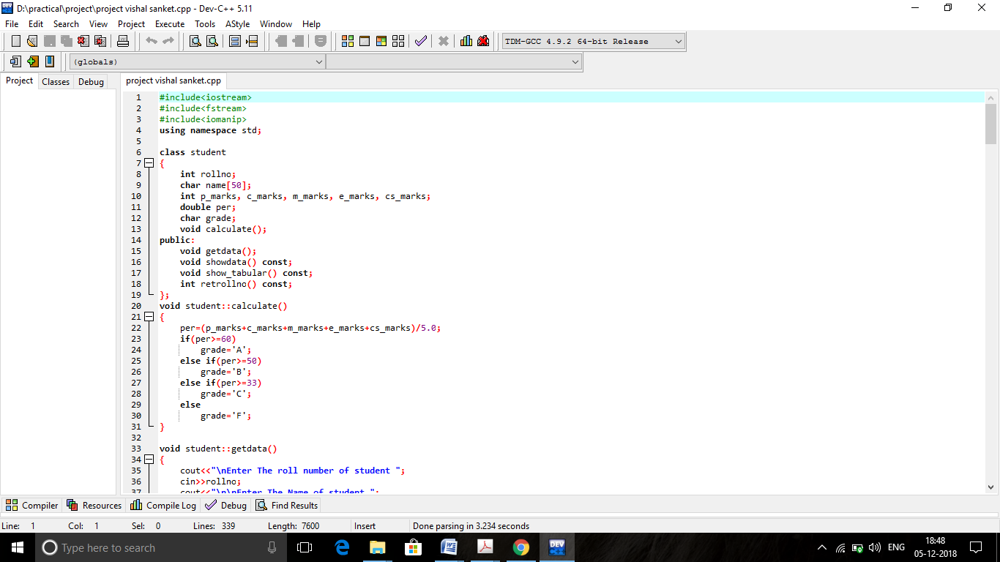 D:\practical\project\project vishal sanket.cpp - Dev-C++ 5.11
File Edit Search View Project Execute Tools AStyle Window Help
TDM-GCC 4.9.2 64-bit Release
(globals)
Project Classes Debug project vishal sanket.cpp
1 #include<iostream>
2 #include<fstream>
3 #include<iomanip>
4 using namespace std;
5
6 class student
7 {
8 int rollno;
9 char name[50];
10 int p_marks, c_marks, m_marks, e_marks, cs_marks;
11 double per;
12 char grade;
13 void calculate();
14 public:
15 void getdata();
16 void showdata() const;
17 void show_tabular() const;
18 int retrollno() const;
19 };
20 void student::calculate()
21 {
22 per=(p_marks+c_marks+m_marks+e_marks+cs_marks)/5.0;
23 if(per>=60)
24 grade='A';
25 else if(per>=50)
26 grade='B';
27 else if(per>=33)
28 grade='C';
29 else
30 grade='F';
31 }
32
33 void student::getdata()
34 {
35 cout<<"\nEnter The roll number of student ";
36 cin>>rollno;
37 cout<<"\n\nEnter The Name of student ";
Compiler Resources Compile Log Debug Find Results
Line: 1 Col: 1 Sel: 0 Lines: 339 Length: 7600 Insert Done parsing in 3.234 seconds
Type here to search
DEV
ENG
18:48
05-12-2018